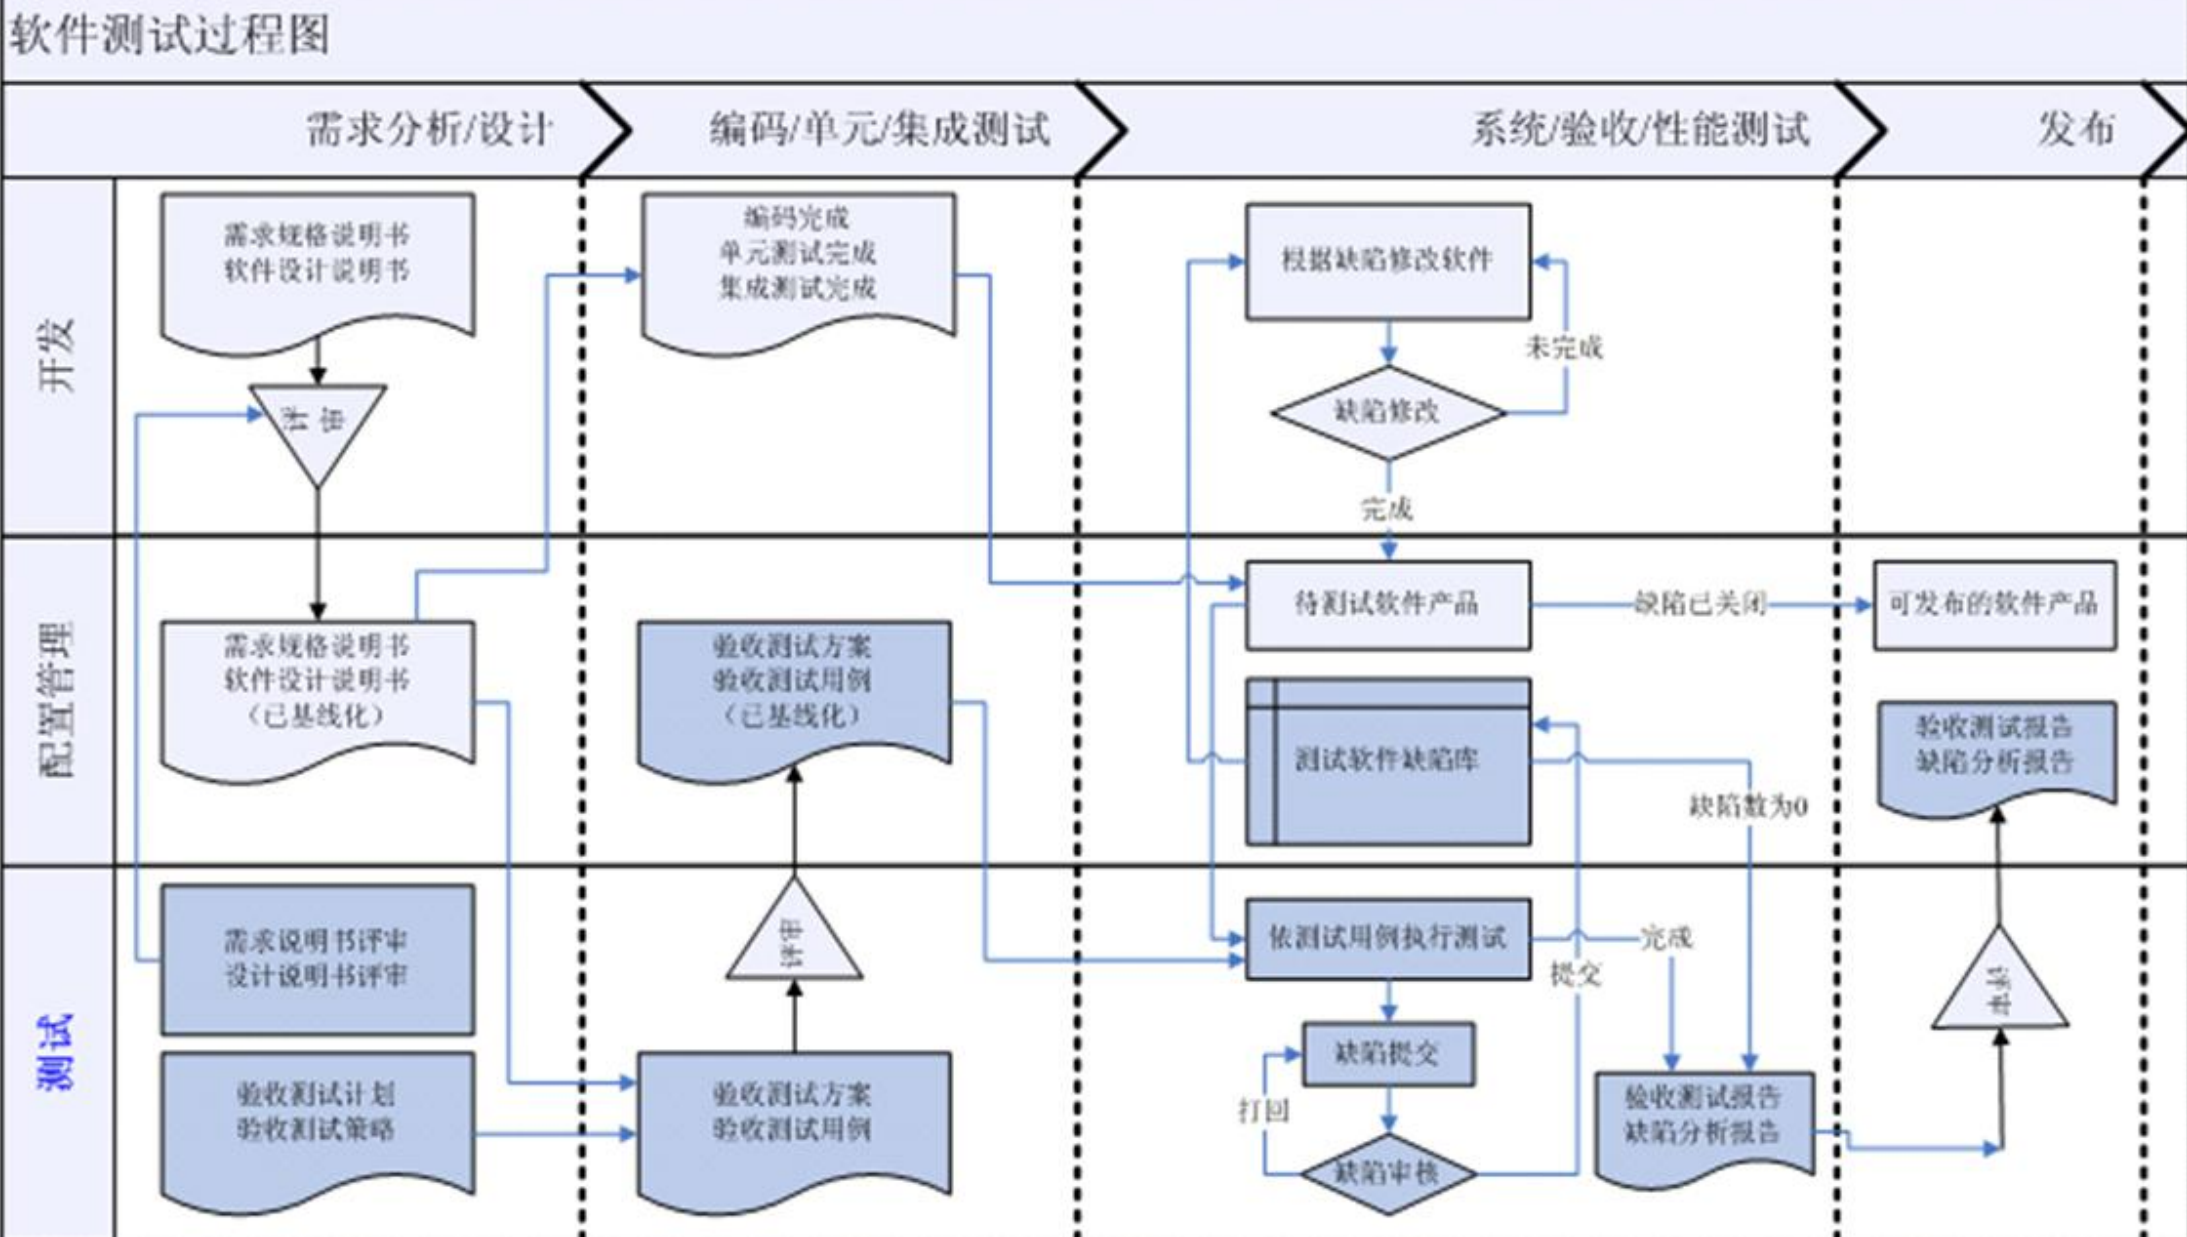 软件测试过程图
需求分析/设计
编码/单元/集成测试
系统/验收/性能测试
发布
开发
需求规格说明书
软件设计说明书
评审
编码完成
单元测试完成
集成测试完成
根据缺陷修改软件
未完成
缺陷修改
完成
配置管理
需求规格说明书
软件设计说明书
（已基线化）
验收测试方案
验收测试用例
（已基线化）
待测试软件产品
缺陷已关闭
可发布的软件产品
测试软件缺陷库
缺陷数为0
验收测试报告
缺陷分析报告
测试
需求说明书评审
设计说明书评审
验收测试计划
验收测试策略
评审
验收测试方案
验收测试用例
依测试用例执行测试
完成
提交
缺陷提交
打回
缺陷审核
验收测试报告
缺陷分析报告
评审